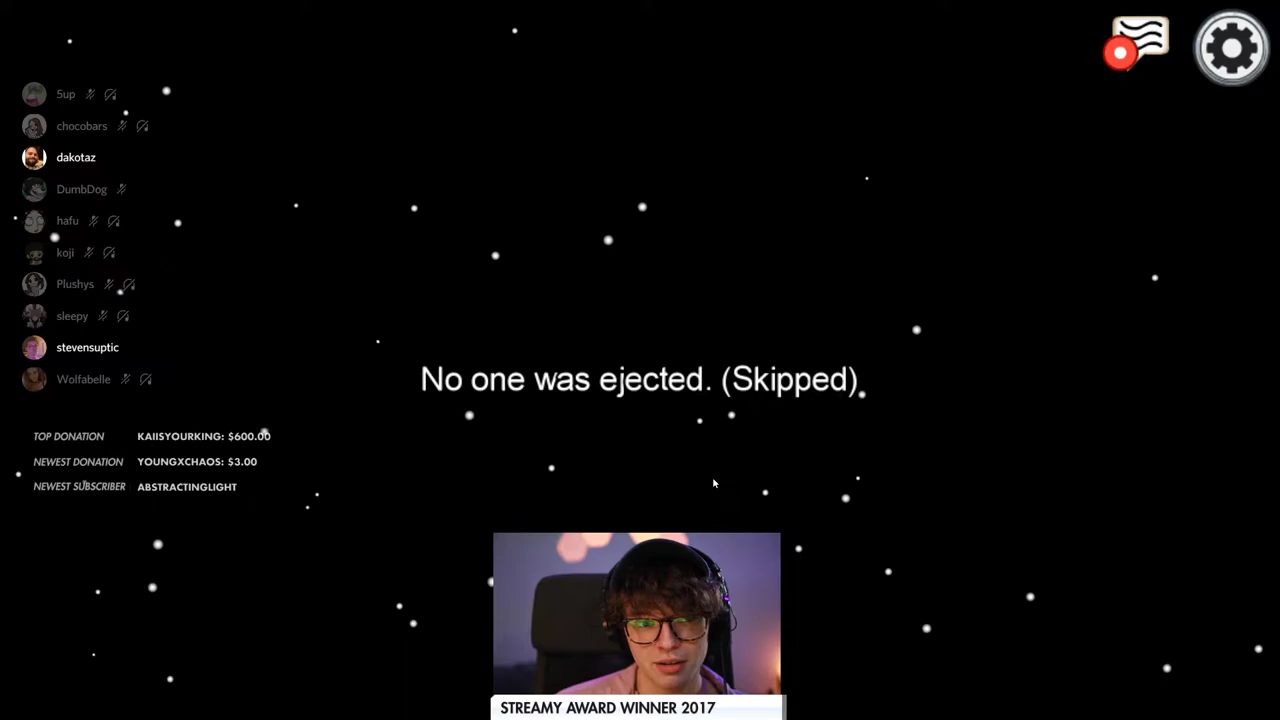 5up
chocobars
dakotaz
DumbDog
hafu
koji
Plushys
sleepy
stevensuptic
Wolfabelle
No one was ejected. (Skipped)
TOP DONATION KAIISYOURKING: $600.00
NEWEST DONATION YOUNGXCHAOS: $3.00
NEWEST SUBSCRIBER ABSTRACTINGLIGHT
STREAMY AWARD WINNER 2017